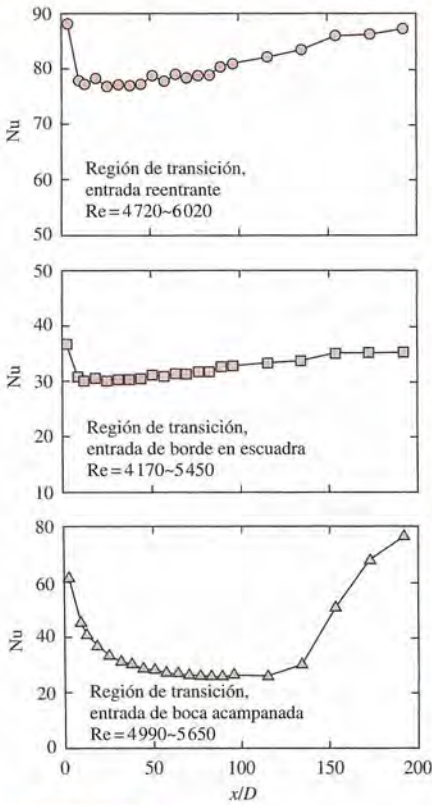 90
80
70
60
50
Nu
Región de transición,
entrada reentrante
Re = 4720~6020
50
40
30
20
10
Nu
Región de transición,
entrada de borde en escuadra
Re = 4170~5450
80
60
40
20
0
Nu
Región de transición,
entrada de boca acampanada
Re = 4990~5650
0 50 100 150 200
x/D